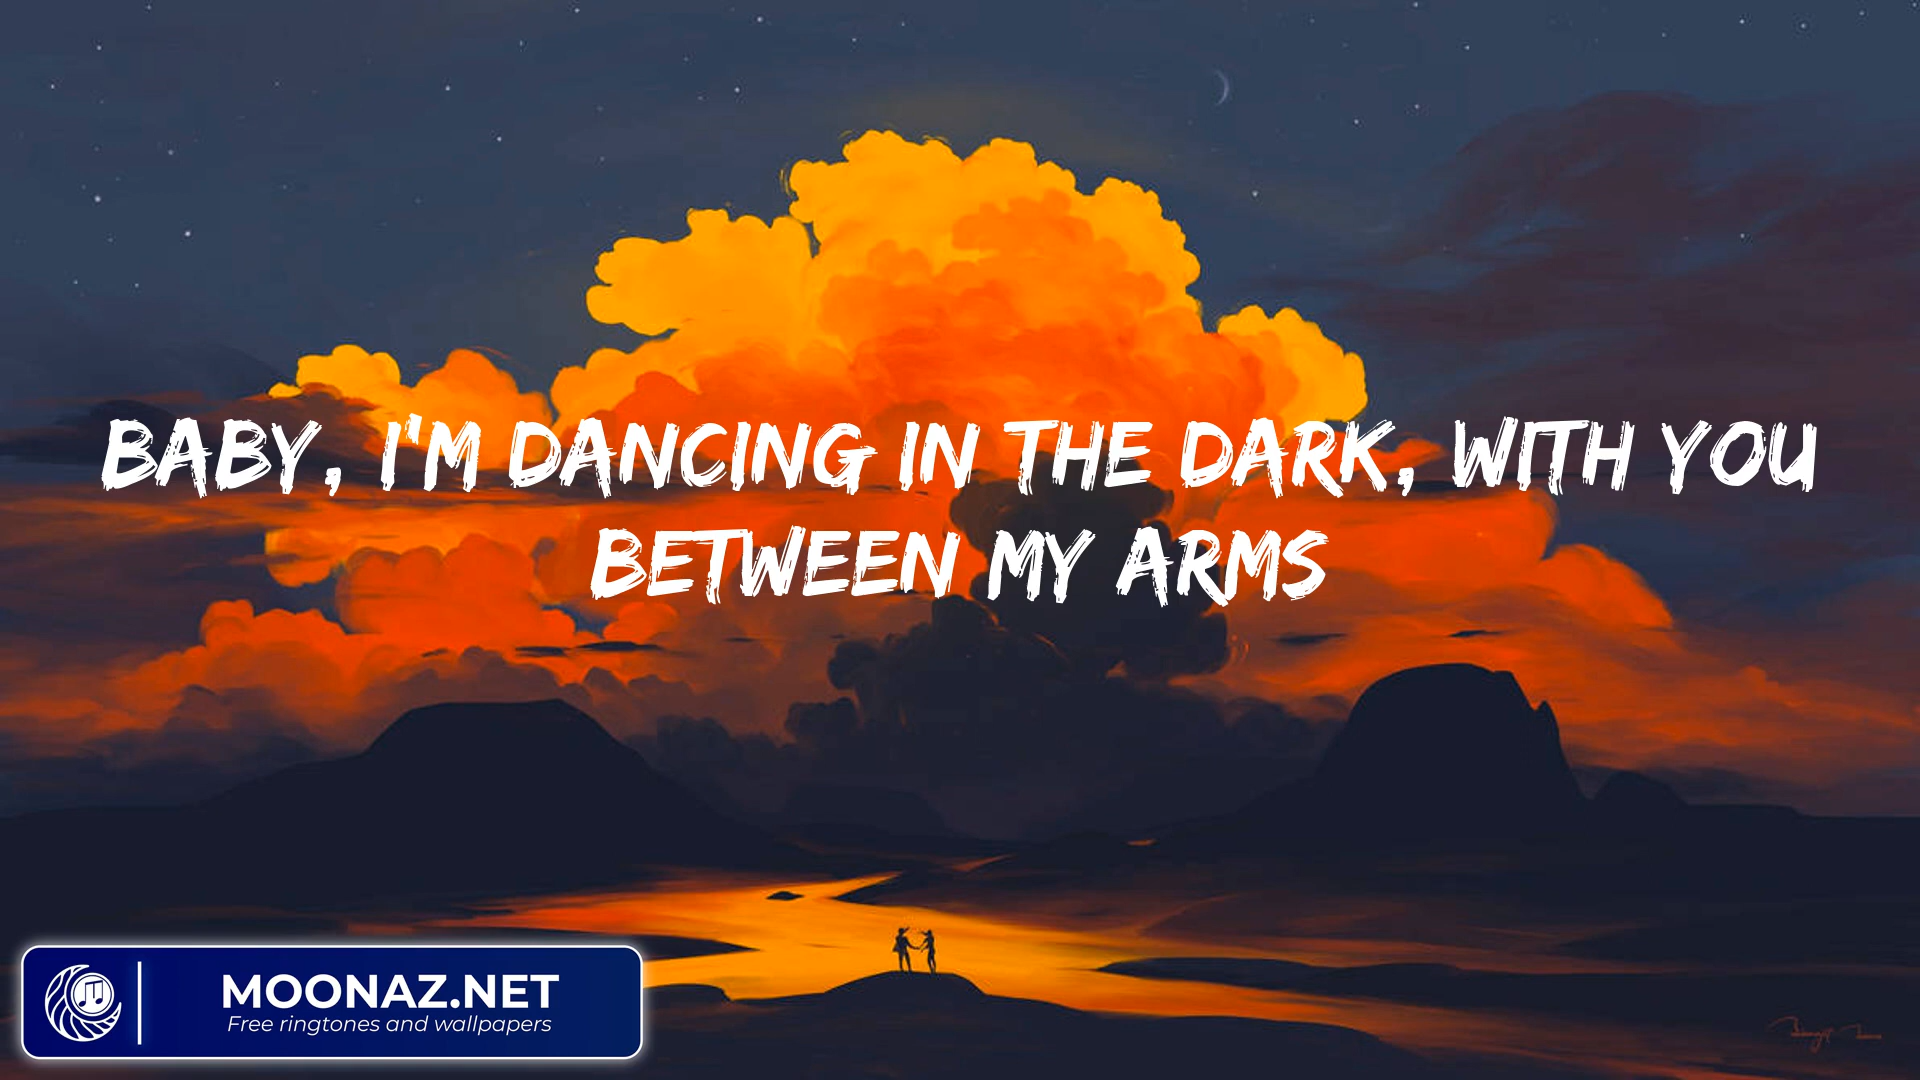 BABY, I'M DANCING IN THE DARK, WITH YOU
BETWEEN MY ARMS
MOONAZ.NET
Free ringtones and wallpapers